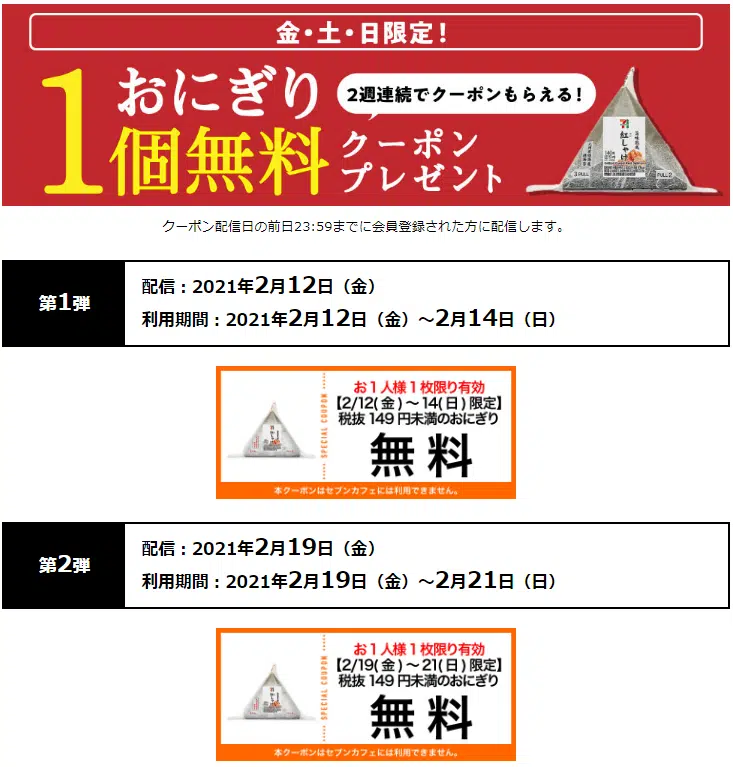 金・土・日限定！
1
おにぎり
個無料
2週連続でクーポンもらえる！
クーポン
プレゼント
紅しゃけ
3 PULL
PULL 2
クーポン配信日の前日23:59までに会員登録された方に配信します。
第1弾
配信：2021年2月12日（金）
利用期間：2021年2月12日（金）～2月14日（日）
SPECIAL COUPON
お1人様1枚限り有効
【2/12(金)～14(日)限定】
税抜149円未満のおにぎり
無料
本クーポンはセブンカフェには利用できません。
第2弾
配信：2021年2月19日（金）
利用期間：2021年2月19日（金）～2月21日（日）
SPECIAL COUPON
お1人様1枚限り有効
【2/19(金)～21(日)限定】
税抜149円未満のおにぎり
無料
本クーポンはセブンカフェには利用できません。